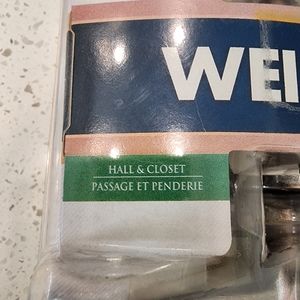 WEI
HALL & CLOSET
PASSAGE ET PENDERIE